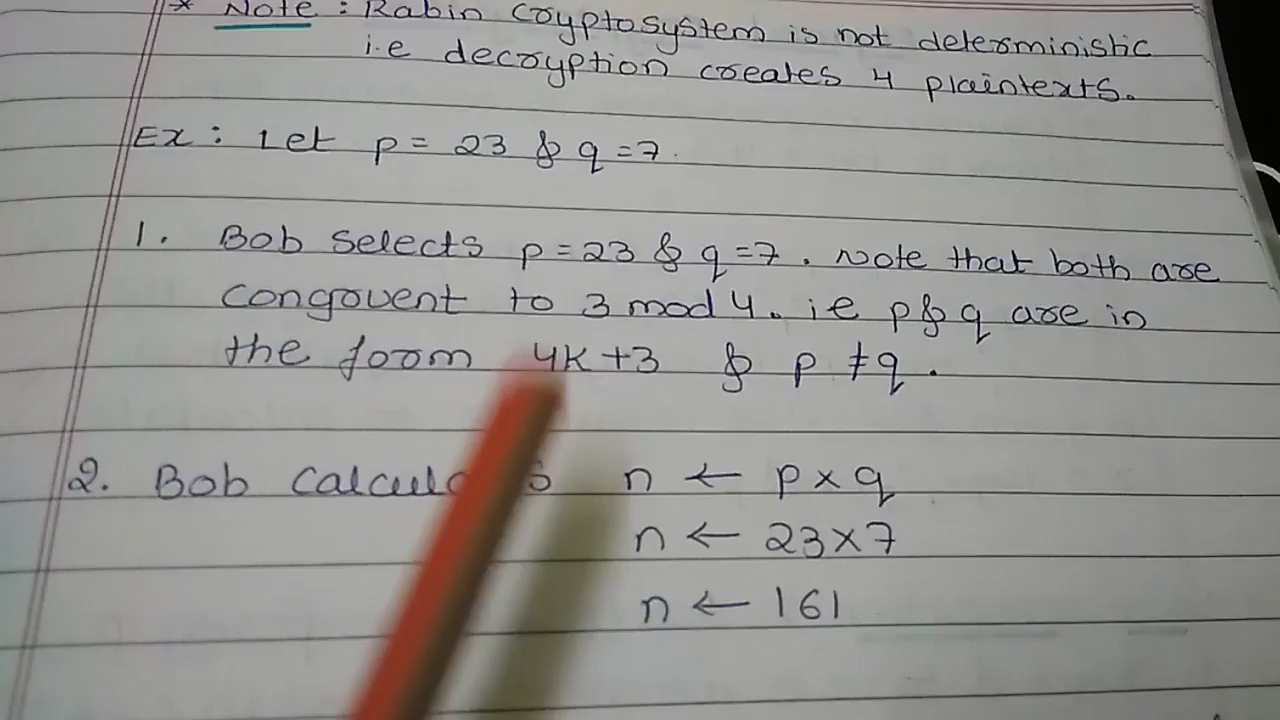 * Note : Rabin Cryptosystem is not deterministic
i.e decryption creates 4 plaintexts.
Ex : Let p = 23 & q = 7.
1. Bob selects p = 23 & q = 7. Note that both are
congruent to 3 mod 4. ie p & q are in
the form 4K + 3 & p ≠ q.
2. Bob n ← p x q
n ← 23 x 7
n ← 161